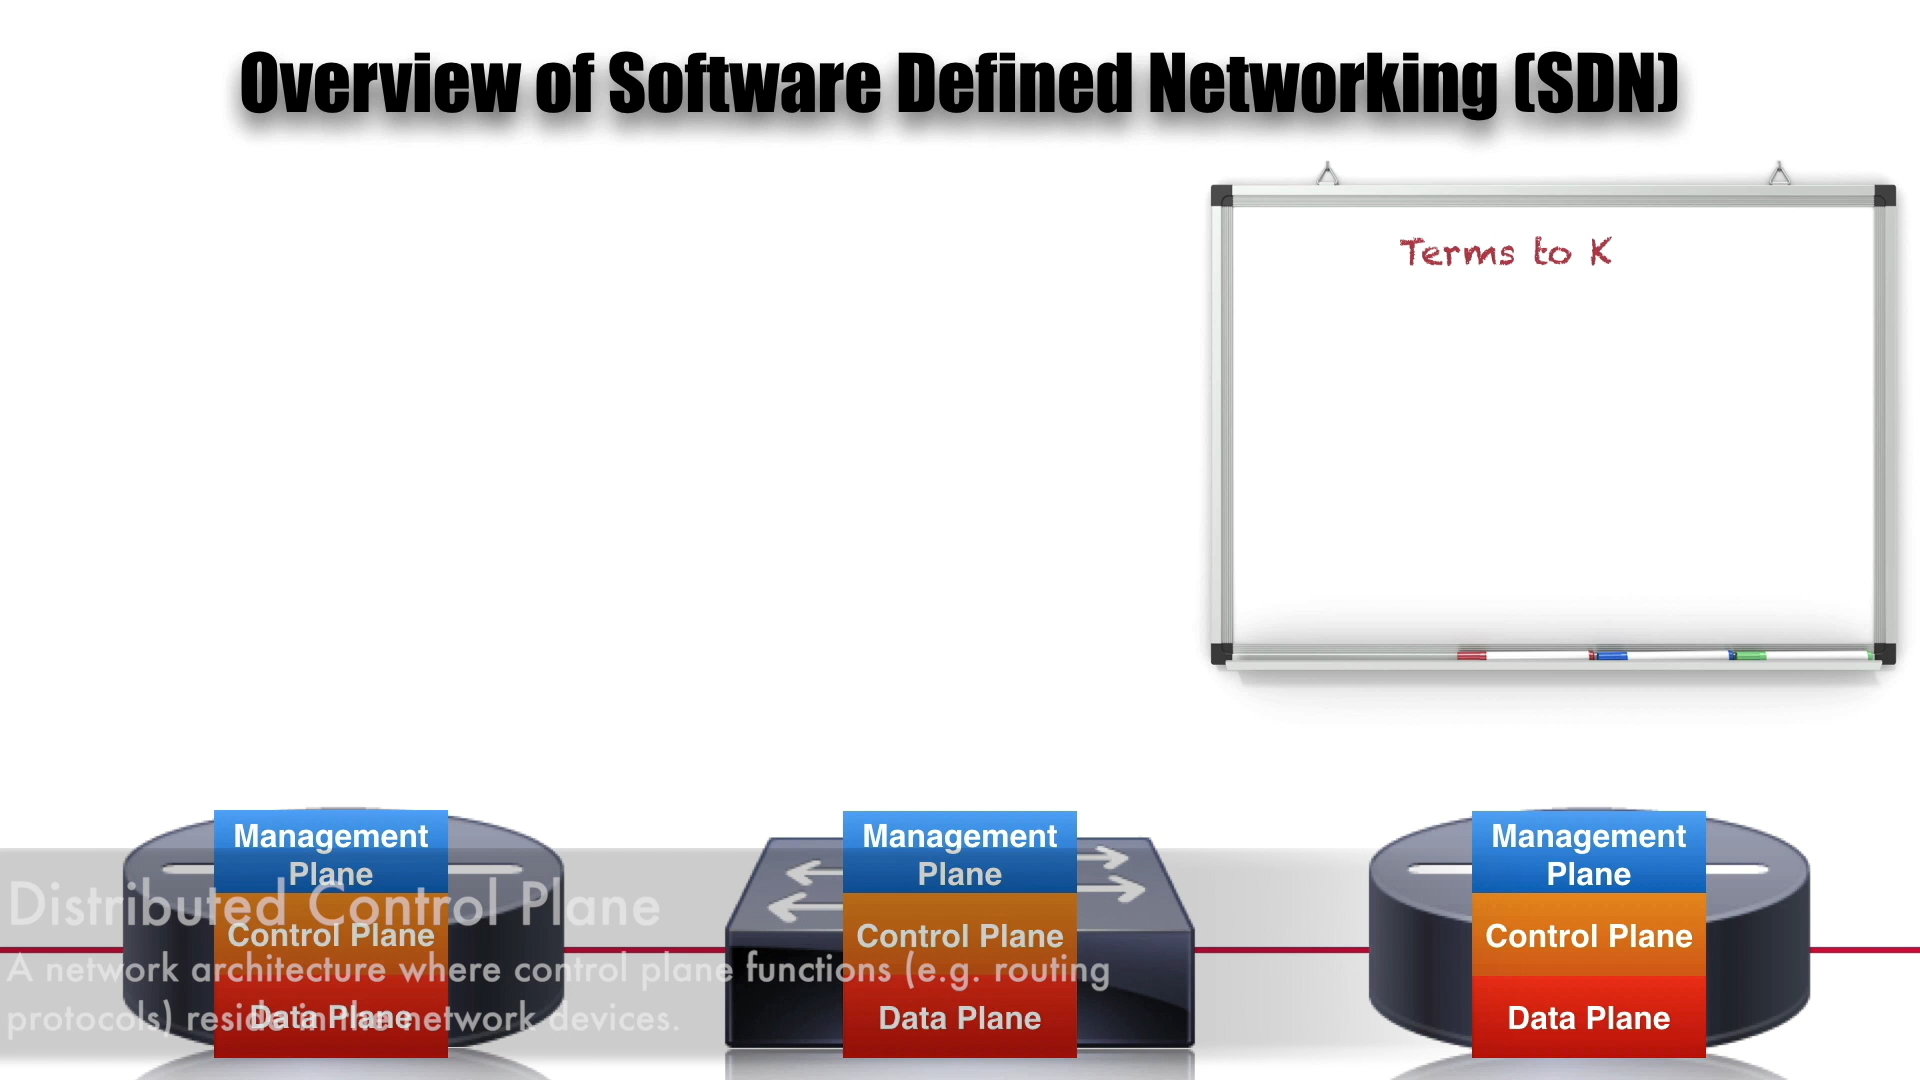 Overview of Software Defined Networking (SDN)
Terms to K
Management
Plane
Control Plane
Data Plane
Management
Plane
Control Plane
Data Plane
Management
Plane
Control Plane
Data Plane
Distributed Control Plane
A network architecture where control plane functions (e.g. routing
protocols) reside in the network devices.